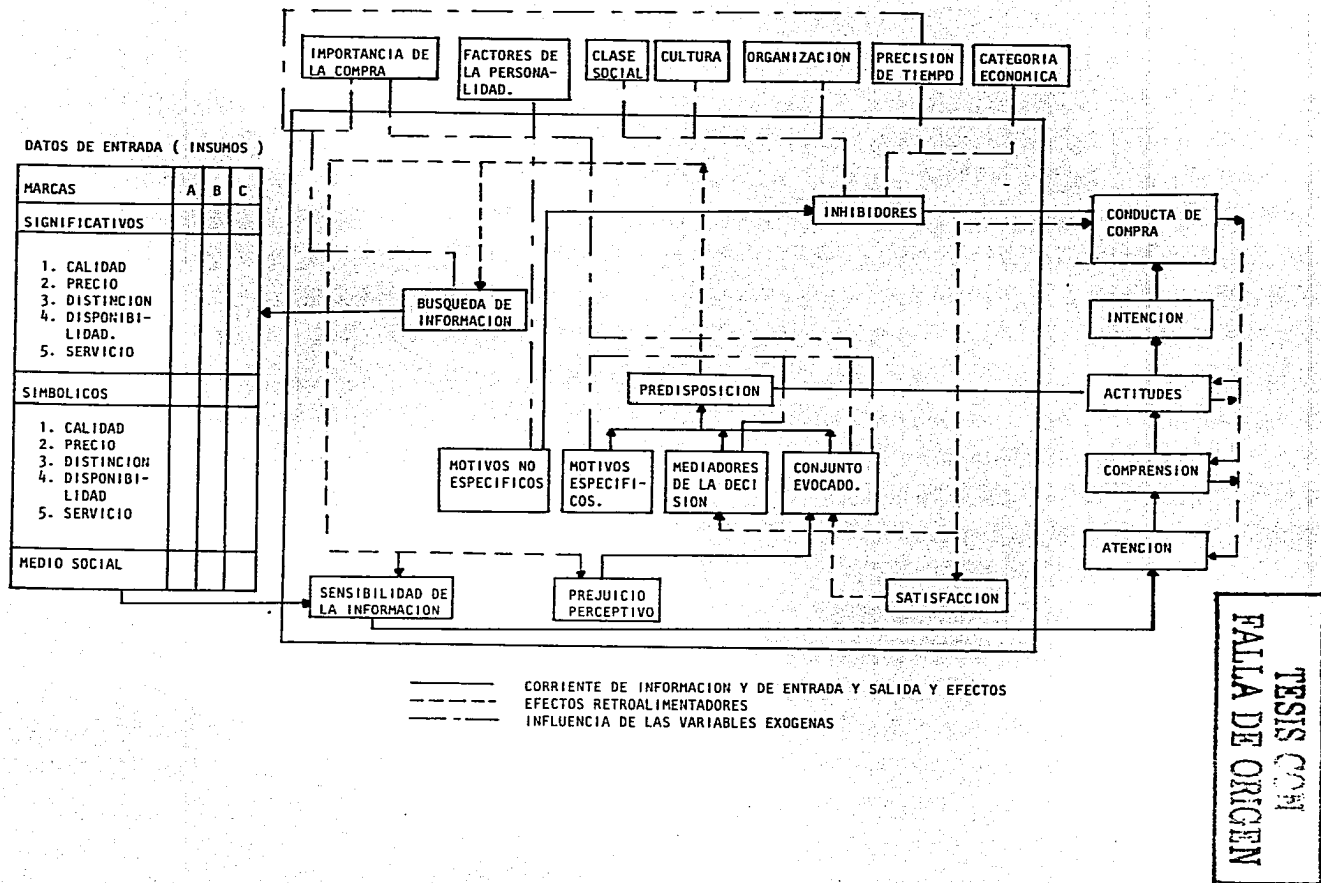 IMPORTANCIA DE
LA COMPRA
FACTORES DE
LA PERSONA-
LIDAD.
CLASE
SOCIAL
CULTURA
ORGANIZACION
PRECISION
DE TIEMPO
CATEGORIA
ECONOMICA
DATOS DE ENTRADA ( INSUMOS )
MARCAS A B C
SIGNIFICATIVOS
1. CALIDAD
2. PRECIO
3. DISTINCION
4. DISPONIBI-
LIDAD.
5. SERVICIO
SIMBOLICOS
1. CALIDAD
2. PRECIO
3. DISTINCION
4. DISPONIBI-
LIDAD
5. SERVICIO
MEDIO SOCIAL
INHIBIDORES
CONDUCTA DE
COMPRA
BUSQUEDA DE
INFORMACION
INTENCION
PREDISPOSICION
ACTITUDES
MOTIVOS NO
ESPECIFICOS
MOTIVOS
ESPECIFI-
COS.
MEDIADORES
DE LA DECI
SION
CONJUNTO
EVOCADO.
COMPRENSION
ATENCION
SENSIBILIDAD DE
LA INFORMACION
PREJUICIO
PERCEPTIVO
SATISFACCION
CORRIENTE DE INFORMACION Y DE ENTRADA Y SALIDA Y EFECTOS
EFECTOS RETROALIMENTADORES
INFLUENCIA DE LAS VARIABLES EXOGENAS
TESIS CON
FALLA DE ORIGEN